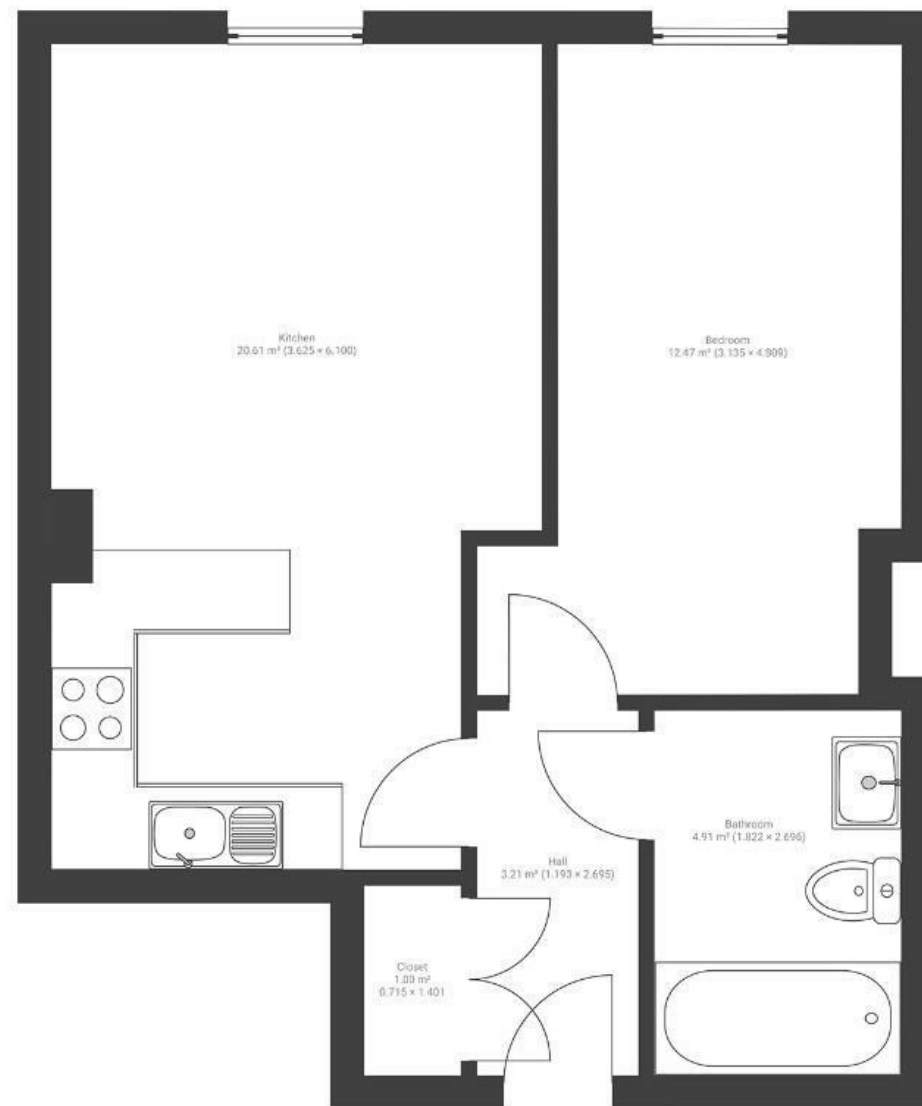 Kitchen
20.61 m² (3.625 × 6.100)
Bedroom
12.47 m² (3.135 × 4.809)
Bathroom
4.91 m² (1.822 × 2.696)
Hall
3.21 m² (1.193 × 2.695)
Closet
1.00 m²
0.715 × 1.401